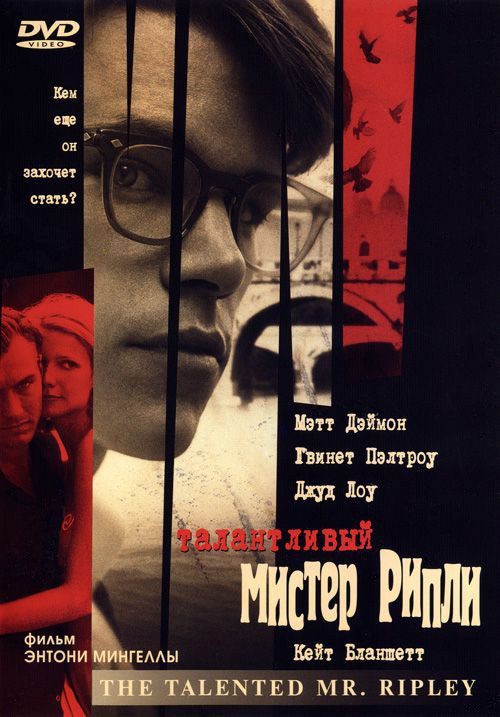 DVD
VIDEO
Кем
еще
он
захочет
стать?
Мэтт Дэймон
Гвинет Пэлтроу
Джуд Лоу
талантливый
мистер Рипли
Кейт Бланшетт
фильм
ЭНТОНИ МИНГЕЛЛЫ
THE TALENTED MR. RIPLEY